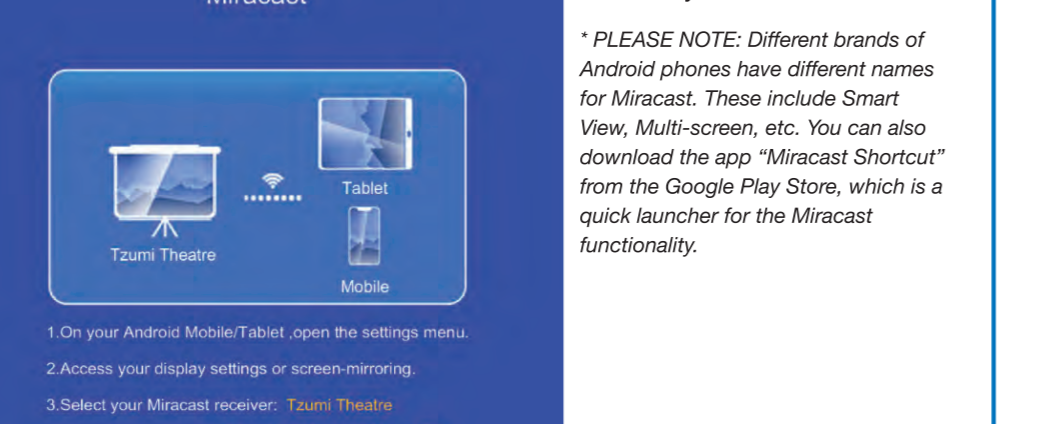 Miracast
* PLEASE NOTE: Different brands of
Android phones have different names
for Miracast. These include Smart
View, Multi-screen, etc. You can also
download the app “Miracast Shortcut”
from the Google Play Store, which is a
quick launcher for the Miracast
functionality.
Tablet
Tzumi Theatre
Mobile
1.On your Android Mobile/Tablet ,open the settings menu.
2.Access your display settings or screen-mirroring.
3.Select your Miracast receiver: Tzumi Theatre